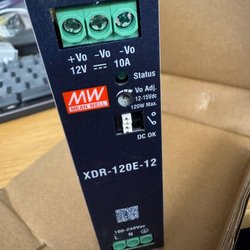 +Vo -Vo -Vo
12V ⎓ 10A
Status
Vo Adj.
12-15Vdc
120W Max.
MW
MEAN WELL
DC OK
XDR-120E-12
100-240Vac
L N